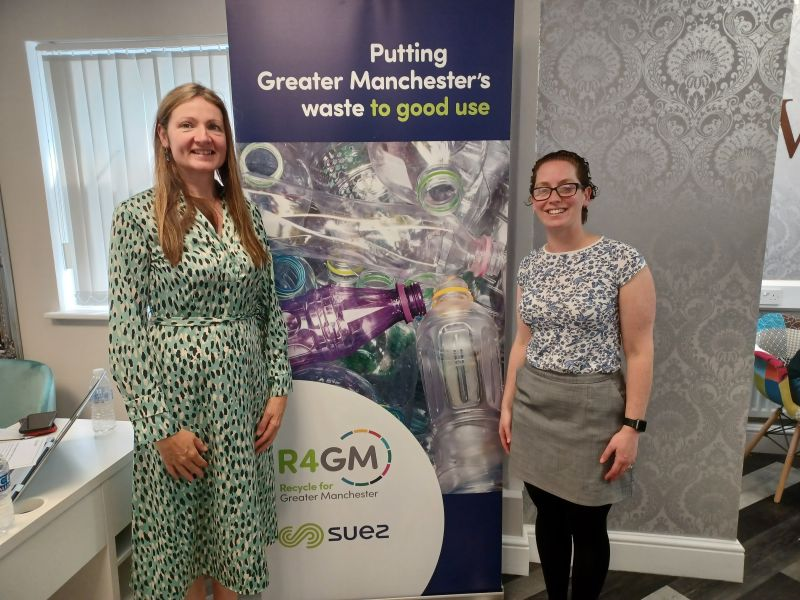 Putting
Greater Manchester's
waste to good use
R4GM
Recycle for
Greater Manchester
suez